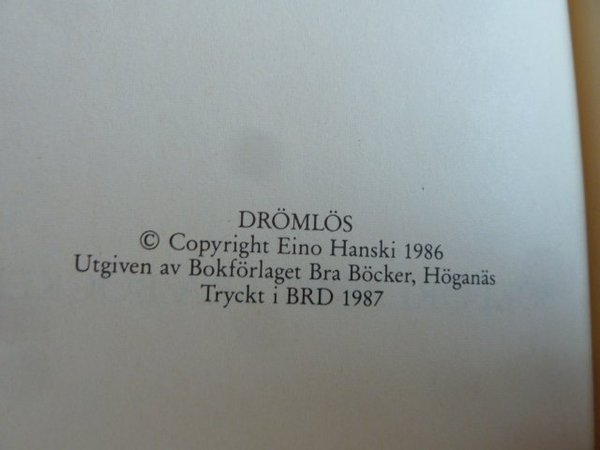 DRÖMLÖS
© Copyright Eino Hanski 1986
Utgiven av Bokförlaget Bra Böcker, Höganäs
Tryckt i BRD 1987